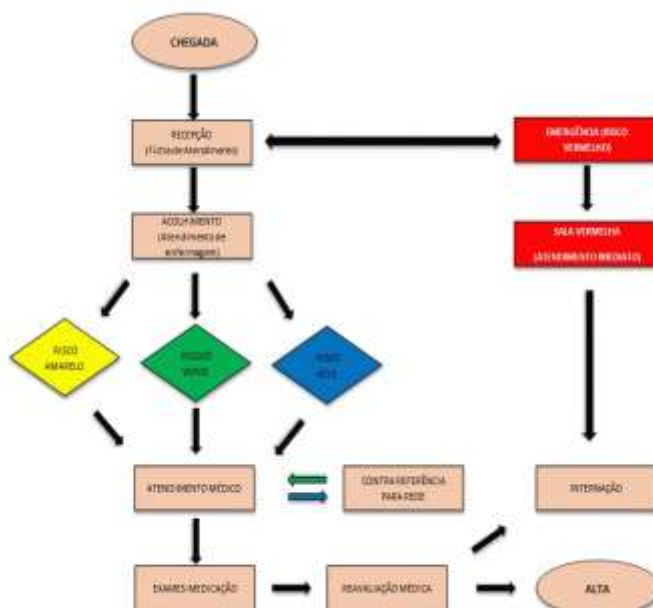 CHEGADA
RECEPÇÃO
(Ficha de Atendimento)
EMERGÊNCIA (RISCO
VERMELHO)
ACOLHIMENTO
(Atendimento de
enfermagem)
SALA VERMELHA
(ATENDIMENTO IMEDIATO)
RISCO
AMARELO
RISCO
VERDE
RISCO
AZUL
ATENDIMENTO MÉDICO
CONTRA REFERÊNCIA
PARA REDE
INTERNAÇÃO
EXAMES-MEDICAÇÃO
REAVALIAÇÃO MÉDICA
ALTA